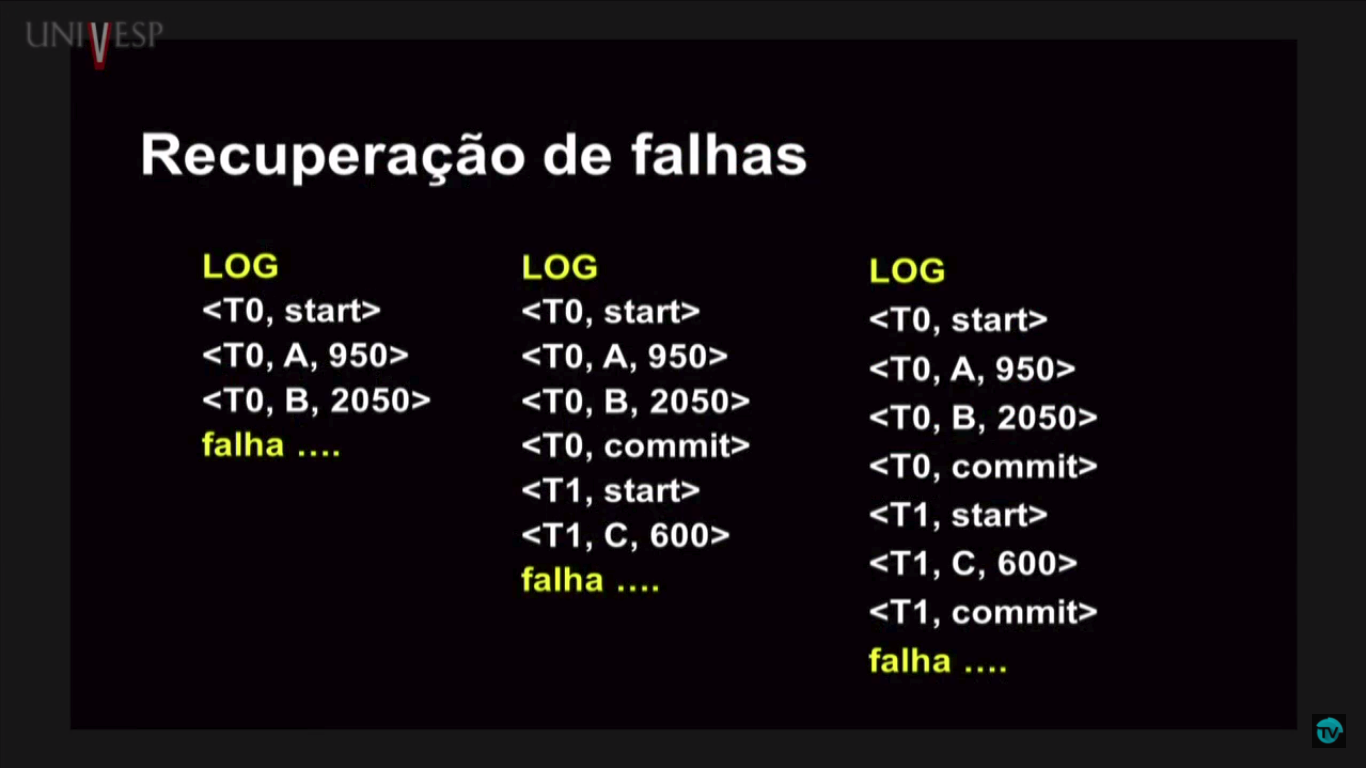 UNIVESP
Recuperação de falhas
LOG
<T0, start>
<T0, A, 950>
<T0, B, 2050>
falha ....
LOG
<T0, start>
<T0, A, 950>
<T0, B, 2050>
<T0, commit>
<T1, start>
<T1, C, 600>
falha ....
LOG
<T0, start>
<T0, A, 950>
<T0, B, 2050>
<T0, commit>
<T1, start>
<T1, C, 600>
<T1, commit>
falha ....
TV